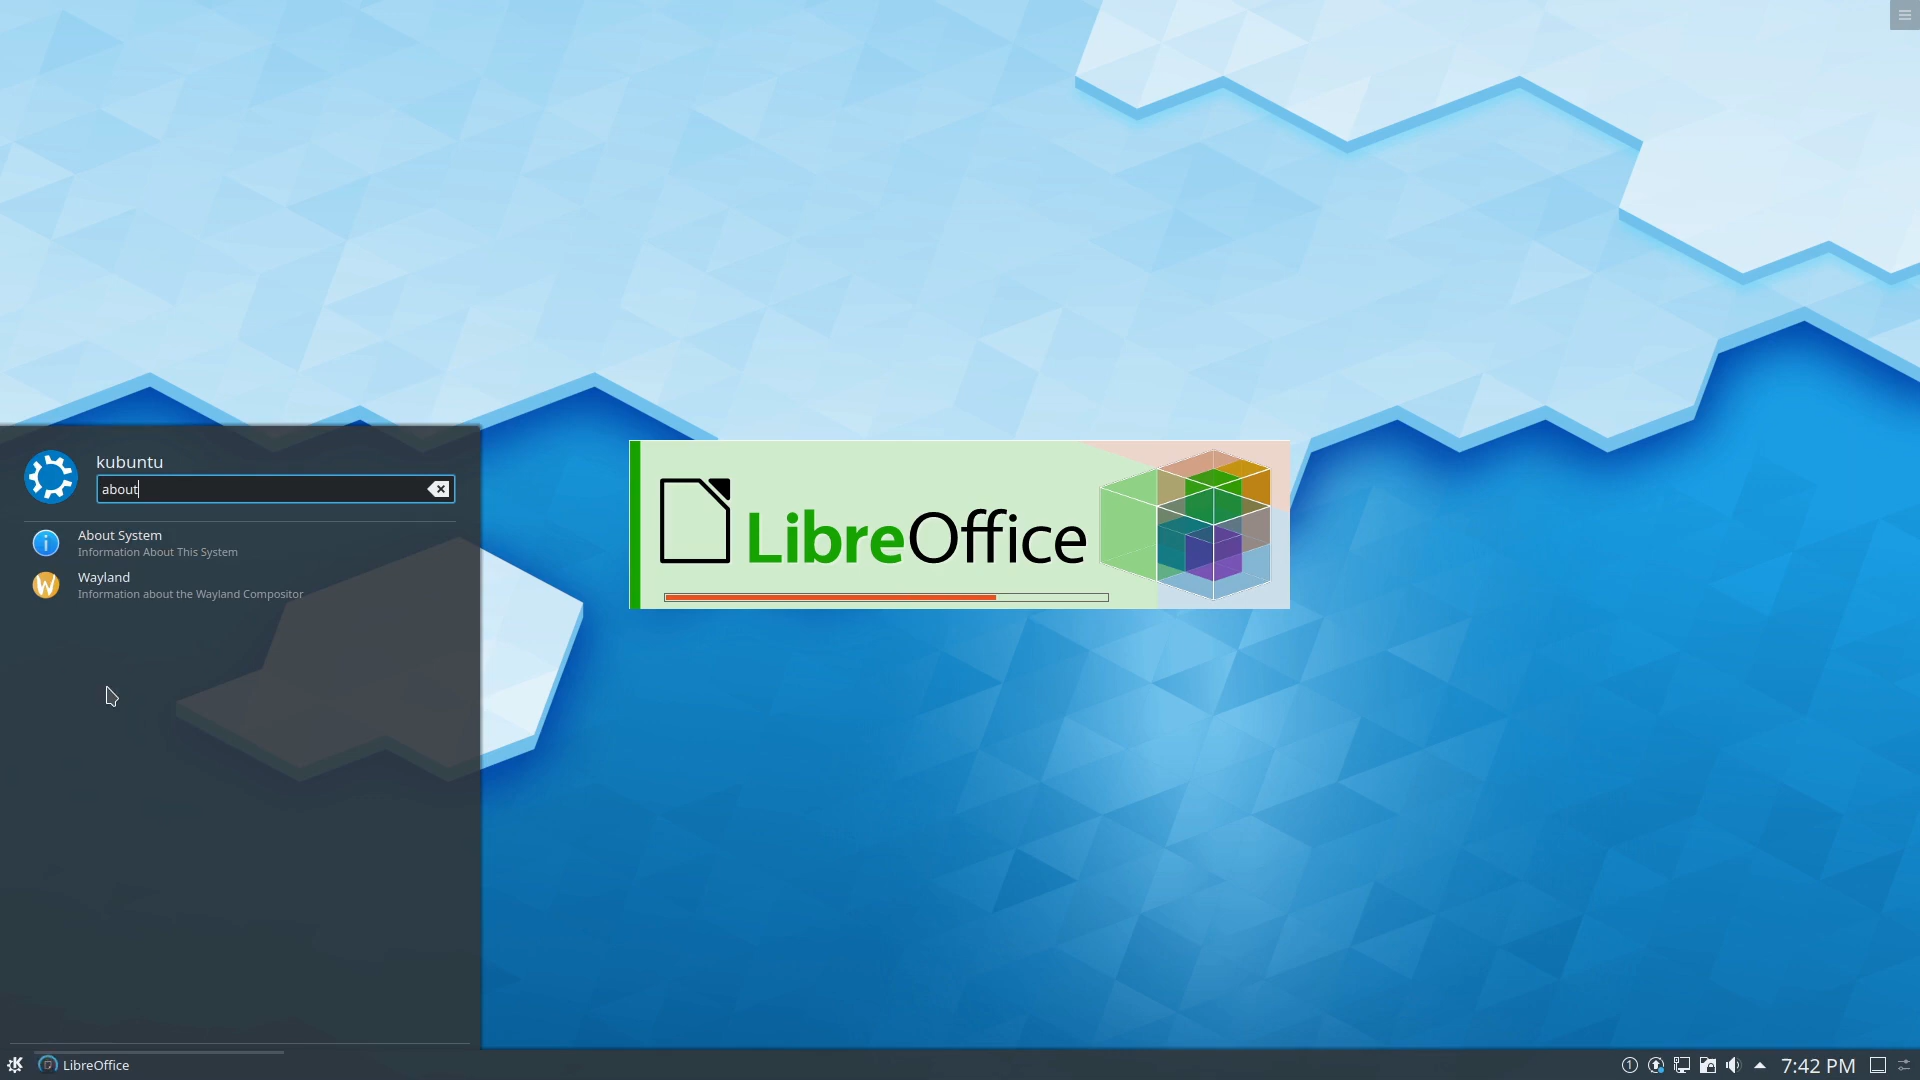 kubuntu
about
About System
Information About This System
Wayland
Information about the Wayland Compositor
LibreOffice
LibreOffice
7:42 PM